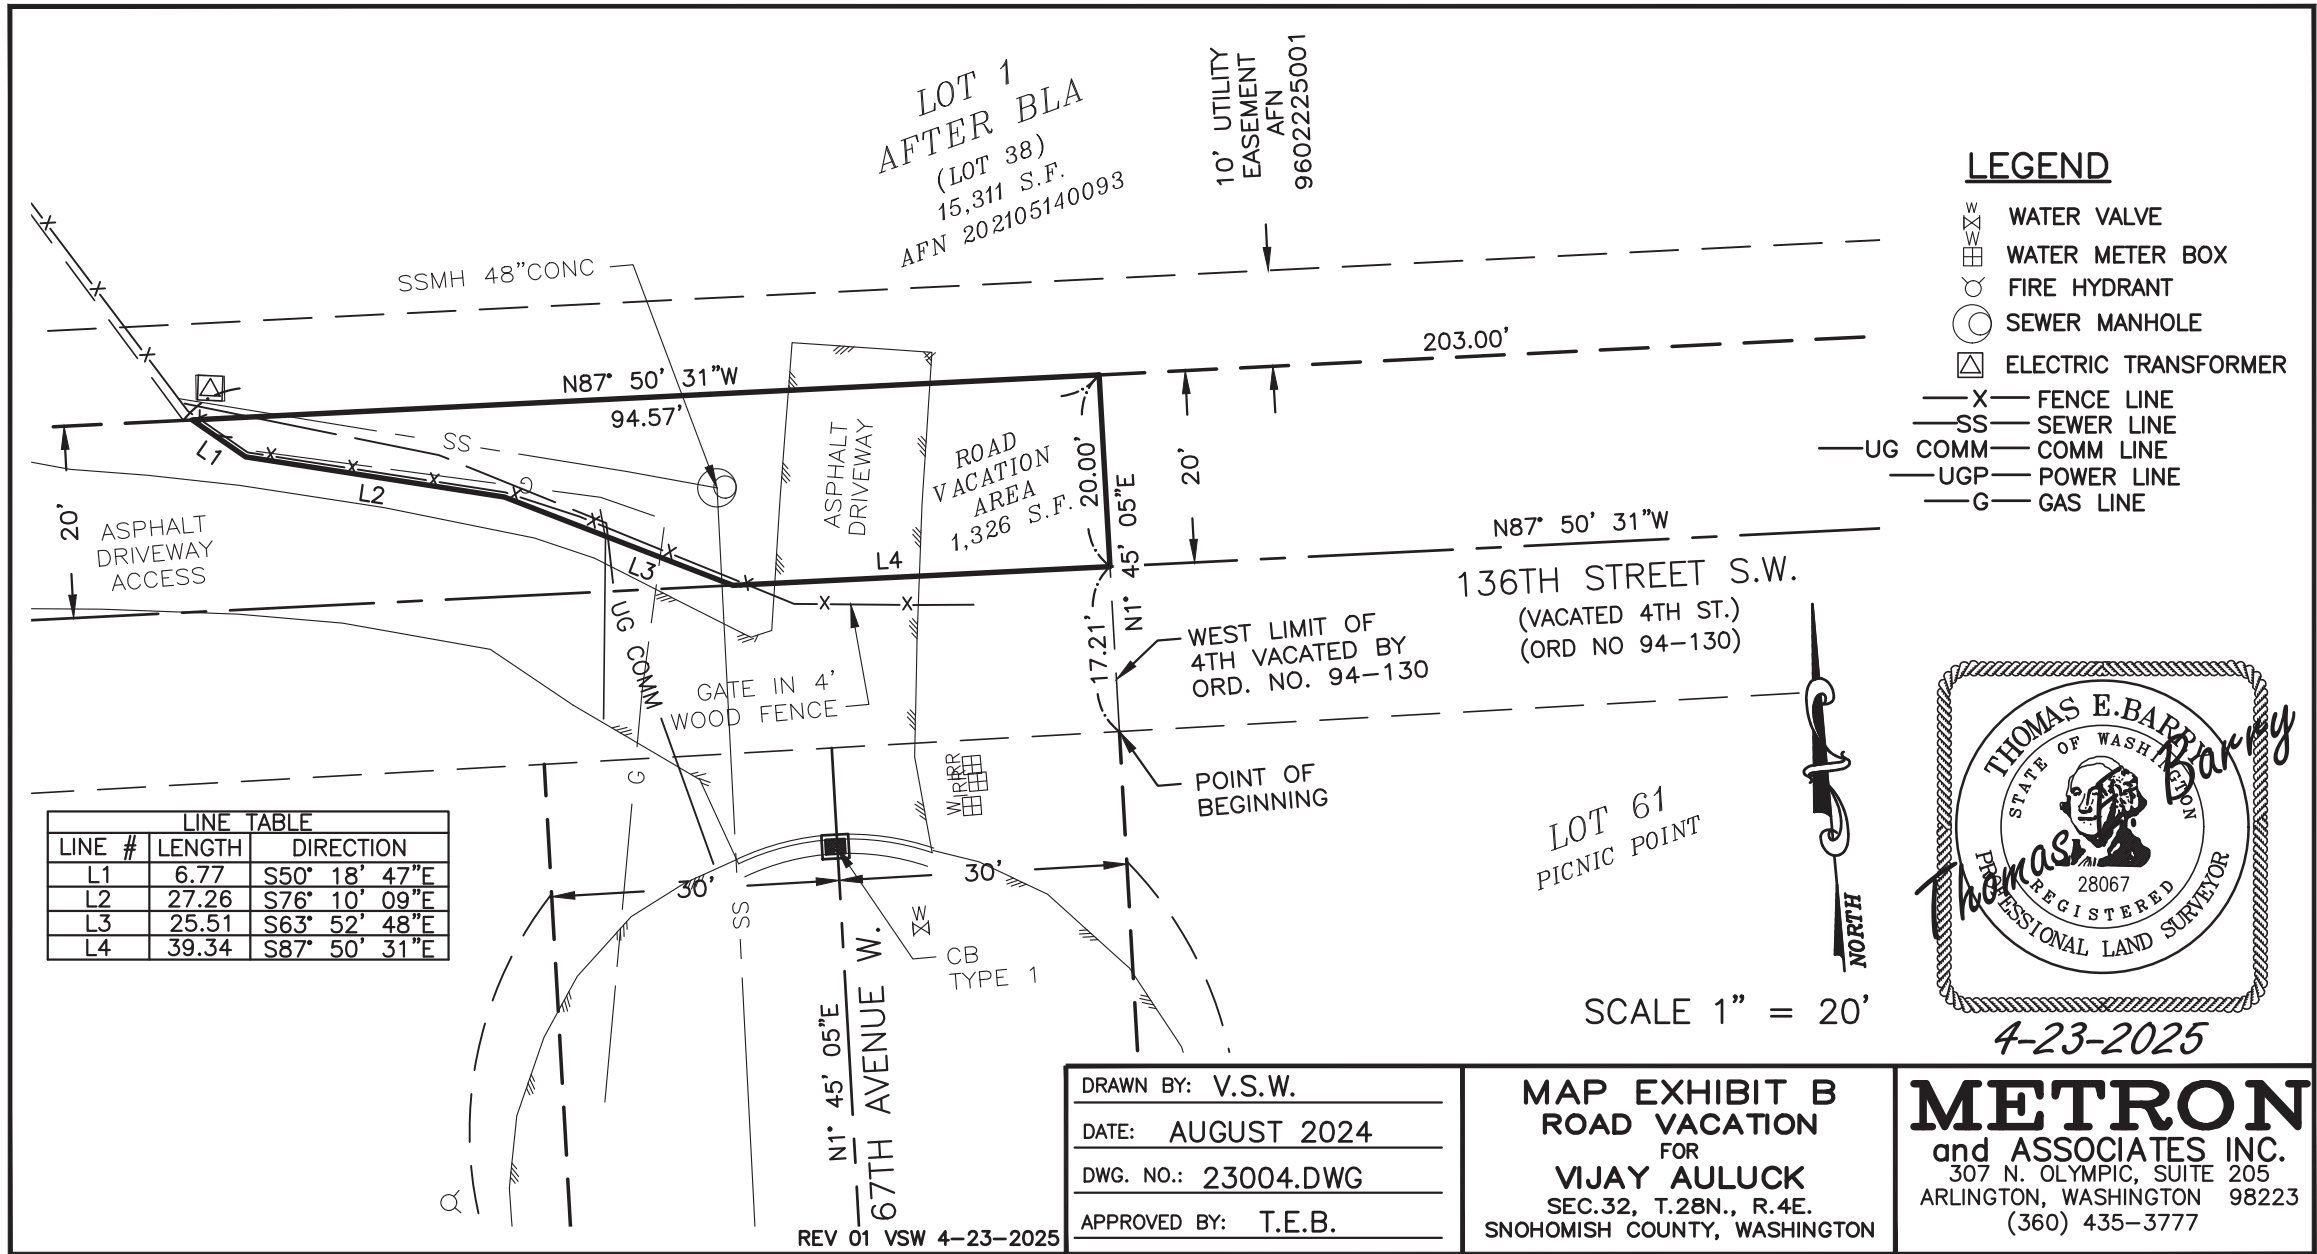 LOT 1
AFTER BLA
(LOT 38)
15,311 S.F.
AFN 202105140093
10' UTILITY
EASEMENT
AFN
9602225001
SSMH 48"CONC
N87° 50' 31"W
94.57'
203.00'
L1
L2
L3
L4
SS
G
20'
ASPHALT
DRIVEWAY
ACCESS
ASPHALT
DRIVEWAY
ROAD
VACATION
AREA
1,326 S.F.
20.00'
N1° 45' 05"E
20'
N87° 50' 31"W
136TH STREET S.W.
(VACATED 4TH ST.)
(ORD NO 94-130)
17.21'
WEST LIMIT OF
4TH VACATED BY
ORD. NO. 94-130
UG COMM
GATE IN 4'
WOOD FENCE
POINT OF
BEGINNING
LOT 61
PICNIC POINT
G
SS
30'
30'
W
CB
TYPE 1
N1° 45' 05"E
67TH AVENUE W.
LEGEND
W
WATER VALVE
W
WATER METER BOX
FIRE HYDRANT
SEWER MANHOLE
ELECTRIC TRANSFORMER
X FENCE LINE
SS SEWER LINE
UG COMM COMM LINE
UGP POWER LINE
G GAS LINE
LINE TABLE
LINE # LENGTH DIRECTION
L1 6.77 S50° 18' 47"E
L2 27.26 S76° 10' 09"E
L3 25.51 S63° 52' 48"E
L4 39.34 S87° 50' 31"E
NORTH
SCALE 1" = 20'
THOMAS E.BARRY
STATE OF WASHINGTON
28067
REGISTERED
PROFESSIONAL LAND SURVEYOR
Thomas E. Barry
4-23-2025
REV 01 VSW 4-23-2025
DRAWN BY: V.S.W.
DATE: AUGUST 2024
DWG. NO.: 23004.DWG
APPROVED BY: T.E.B.
MAP EXHIBIT B
ROAD VACATION
FOR
VIJAY AULUCK
SEC.32, T.28N., R.4E.
SNOHOMISH COUNTY, WASHINGTON
METRON
and ASSOCIATES INC.
307 N. OLYMPIC, SUITE 205
ARLINGTON, WASHINGTON 98223
(360) 435-3777